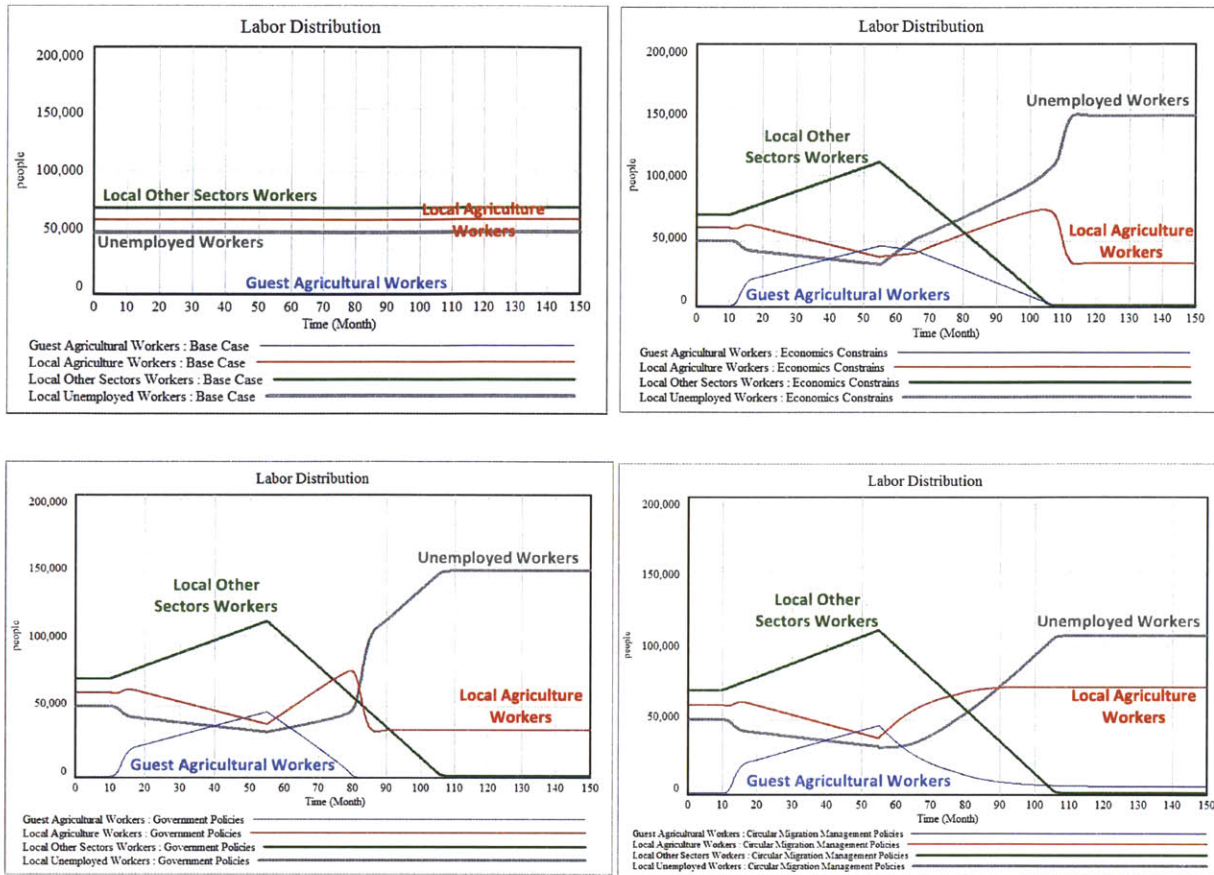 Labor Distribution
200,000
150,000
100,000
50,000
0
people
Local Other Sectors Workers
Local Agriculture
Workers
Unemployed Workers
Guest Agricultural Workers
0 10 20 30 40 50 60 70 80 90 100 110 120 130 140 150
Time (Month)
Guest Agricultural Workers : Base Case
Local Agriculture Workers : Base Case
Local Other Sectors Workers : Base Case
Local Unemployed Workers : Base Case
Labor Distribution
200,000
150,000
100,000
50,000
0
people
Unemployed Workers
Local Other
Sectors Workers
Local Agriculture
Workers
Guest Agricultural Workers
0 10 20 30 40 50 60 70 80 90 100 110 120 130 140 150
Time (Month)
Guest Agricultural Workers : Economics Constrains
Local Agriculture Workers : Economics Constrains
Local Other Sectors Workers : Economics Constrains
Local Unemployed Workers : Economics Constrains
Labor Distribution
200,000
150,000
100,000
50,000
0
people
Unemployed Workers
Local Other
Sectors Workers
Local Agriculture
Workers
Guest Agricultural Workers
0 10 20 30 40 50 60 70 80 90 100 110 120 130 140 150
Time (Month)
Guest Agricultural Workers : Government Policies
Local Agriculture Workers : Government Policies
Local Other Sectors Workers : Government Policies
Local Unemployed Workers : Government Policies
Labor Distribution
200,000
150,000
100,000
50,000
0
people
Local Other
Sectors Workers
Unemployed Workers
Local Agriculture
Workers
Guest Agricultural Workers
0 10 20 30 40 50 60 70 80 90 100 110 120 130 140 150
Time (Month)
Guest Agricultural Workers : Circular Migration Management Policies
Local Agriculture Workers : Circular Migration Management Policies
Local Other Sectors Workers : Circular Migration Management Policies
Local Unemployed Workers : Circular Migration Management Policies